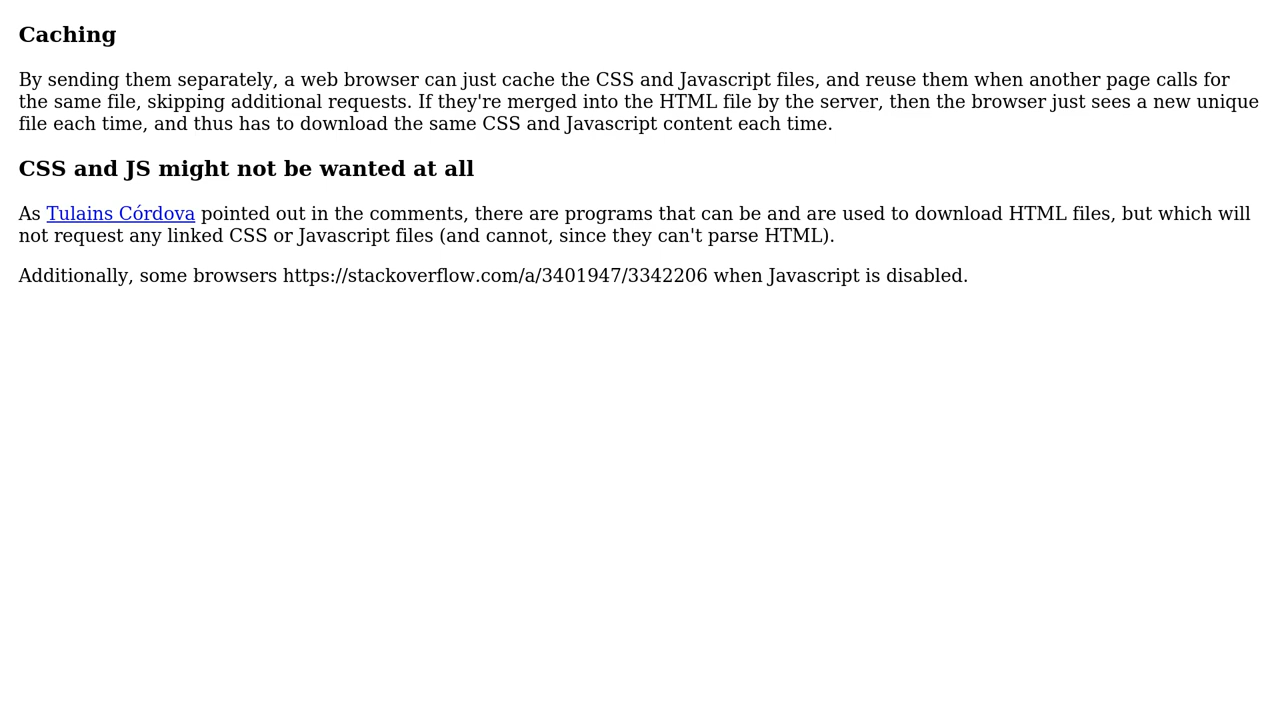 Caching
By sending them separately, a web browser can just cache the CSS and Javascript files, and reuse them when another page calls for
the same file, skipping additional requests. If they're merged into the HTML file by the server, then the browser just sees a new unique
file each time, and thus has to download the same CSS and Javascript content each time.
CSS and JS might not be wanted at all
As Tulains Córdova pointed out in the comments, there are programs that can be and are used to download HTML files, but which will
not request any linked CSS or Javascript files (and cannot, since they can't parse HTML).
Additionally, some browsers https://stackoverflow.com/a/3401947/3342206 when Javascript is disabled.